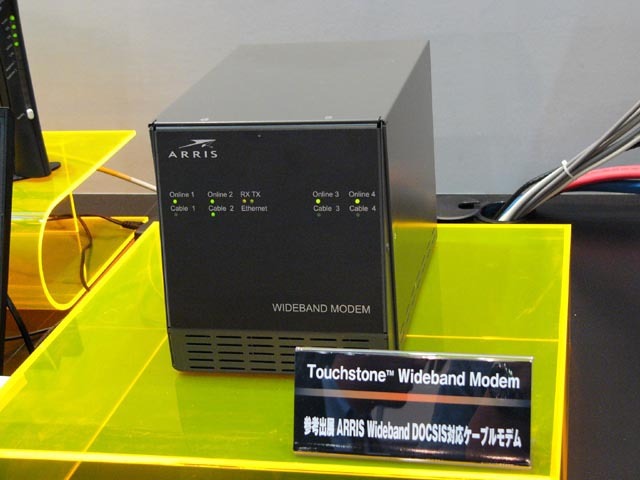 ARRIS
Online 1 Online 2 RX TX Online 3 Online 4
Cable 1 Cable 2 Ethernet Cable 3 Cable 4
WIDEBAND MODEM
Touchstone™ Wideband Modem
参考出展 ARRIS Wideband DOCSIS対応ケーブルモデム